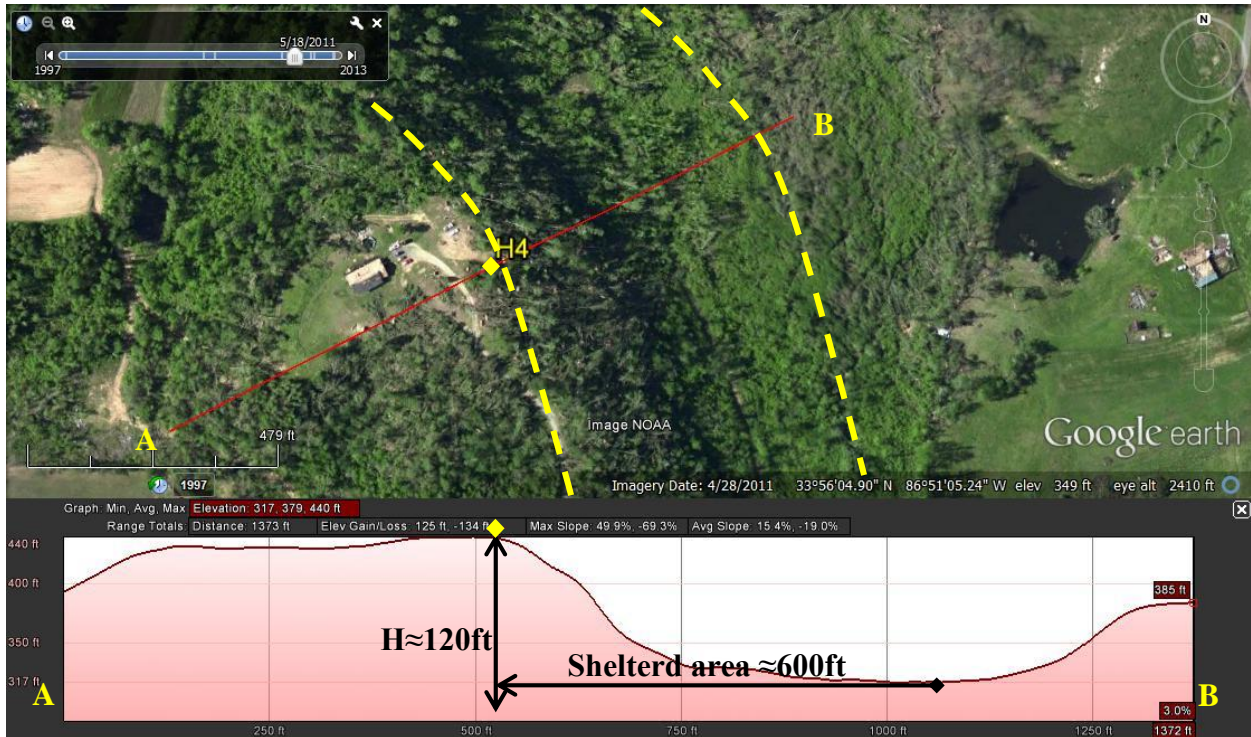 5/18/2011
1997 2013
B
H4
A
479 ft
Image NOAA
Google earth
1997
Imagery Date: 4/28/2011 33°56'04.90" N 86°51'05.24" W elev 349 ft eye alt 2410 ft
N
Graph: Min, Avg, Max Elevation: 317, 379, 440 ft
Range Totals: Distance: 1373 ft Elev Gain/Loss: 125 ft, -134 ft Max Slope: 49.9%, -69.3% Avg Slope: 15.4%, -19.0%
440 ft
400 ft
385 ft
350 ft
H≈120ft
Shelterd area ≈600ft
317 ft
A
B
3.0%
250 ft 500 ft 750 ft 1000 ft 1250 ft 1372 ft